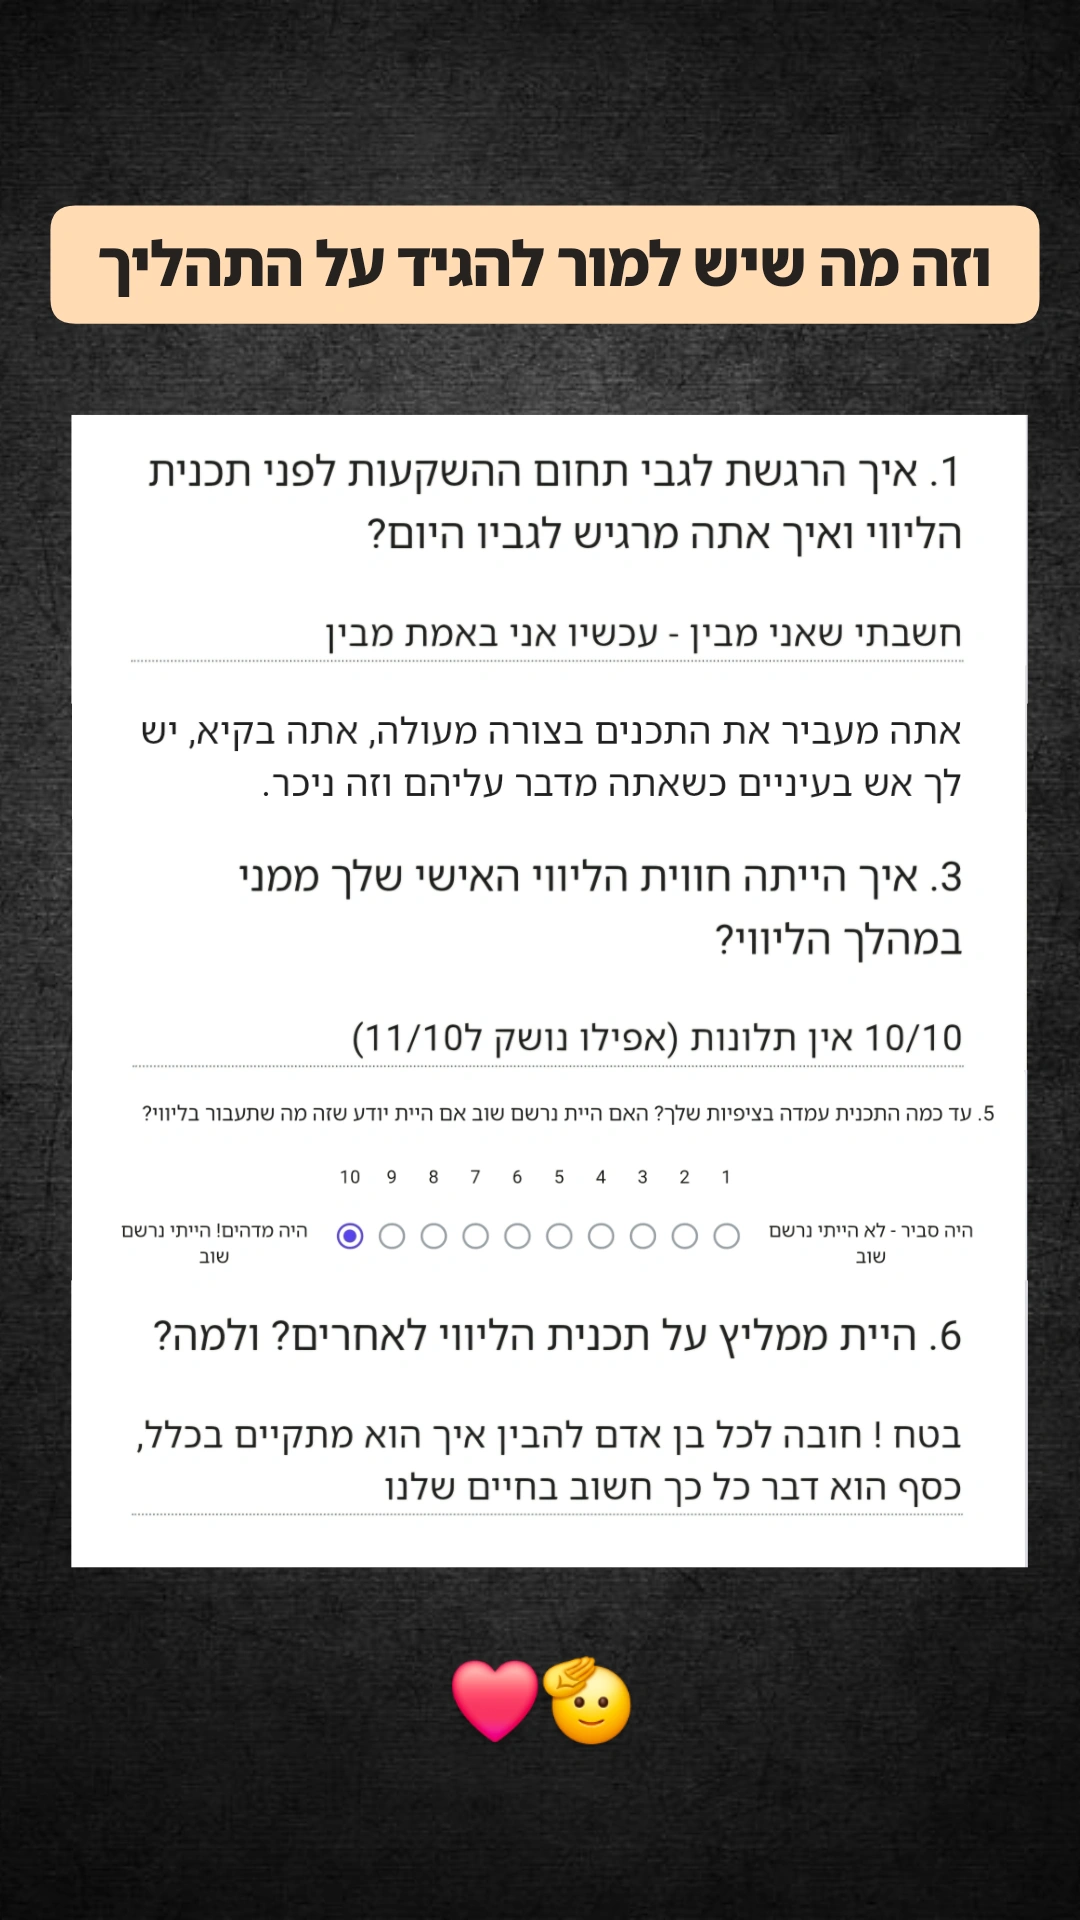 וזה מה שיש למור להגיד על התהליך
1. איך הרגשת לגבי תחום ההשקעות לפני תכנית
הליווי ואיך אתה מרגיש לגביו היום?
חשבתי שאני מבין - עכשיו אני באמת מבין
אתה מעביר את התכנים בצורה מעולה, אתה בקיא, יש
לך אש בעיניים כשאתה מדבר עליהם וזה ניכר.
3. איך הייתה חווית הליווי האישי שלך ממני
במהלך הליווי?
10/10 אין תלונות (אפילו נושק ל11/10)
5. עד כמה התכנית עמדה בציפיות שלך? האם היית נרשם שוב אם היית יודע שזה מה שתעבור בליווי?
1 2 3 4 5 6 7 8 9 10
היה סביר - לא הייתי נרשם
שוב
היה מדהים! הייתי נרשם
שוב
6. היית ממליץ על תכנית הליווי לאחרים? ולמה?
בטח ! חובה לכל בן אדם להבין איך הוא מתקיים בכלל,
כסף הוא דבר כל כך חשוב בחיים שלנו